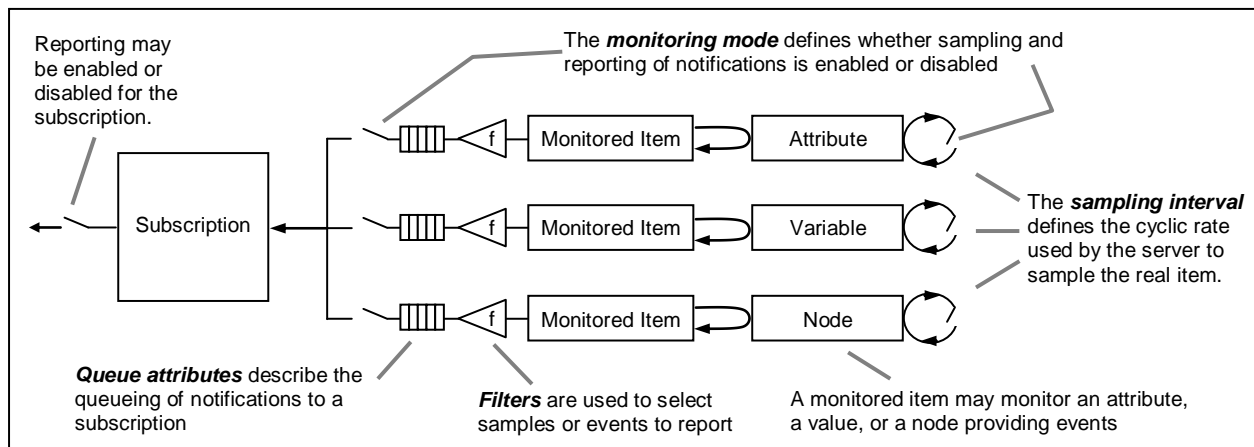 Reporting may
be enabled or
disabled for the
subscription.
The monitoring mode defines whether sampling and
reporting of notifications is enabled or disabled
f
Monitored Item
Attribute
Subscription
f
Monitored Item
Variable
The sampling interval
defines the cyclic rate
used by the server to
sample the real item.
f
Monitored Item
Node
Queue attributes describe the
queueing of notifications to a
subscription
Filters are used to select
samples or events to report
A monitored item may monitor an attribute,
a value, or a node providing events